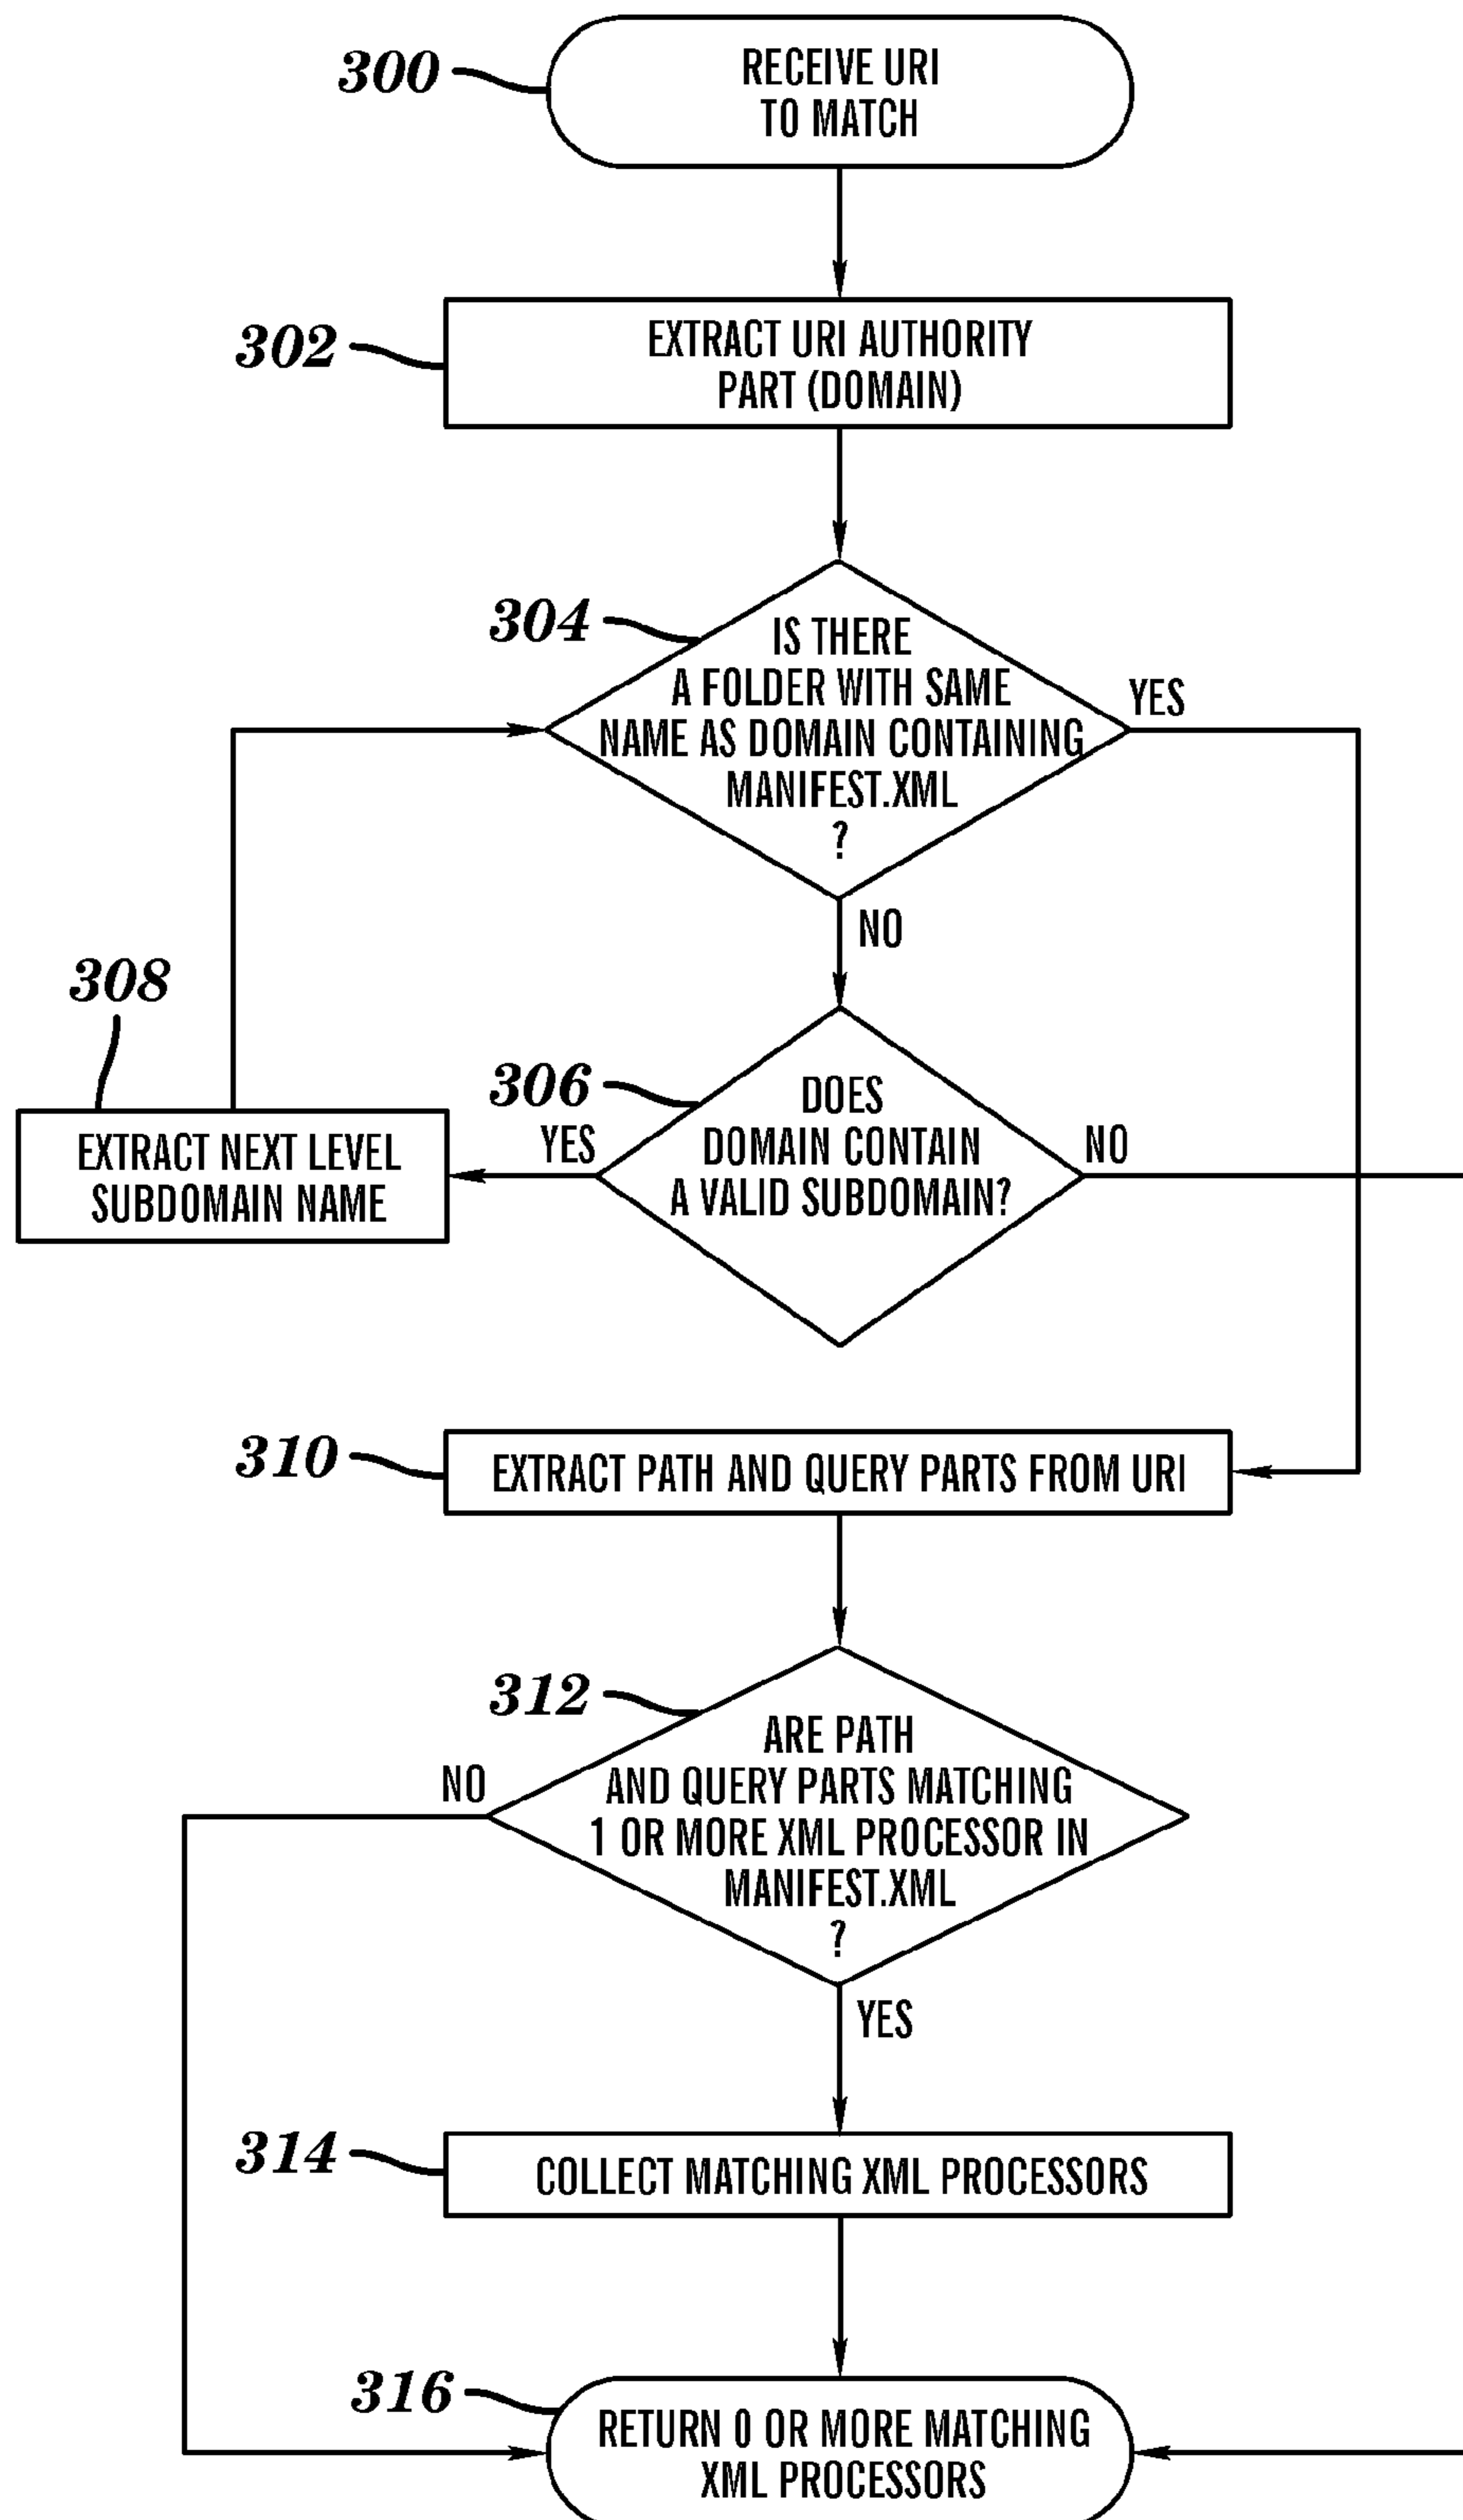 300
RECEIVE URI
TO MATCH
302
EXTRACT URI AUTHORITY
PART (DOMAIN)
304
IS THERE
A FOLDER WITH SAME
NAME AS DOMAIN CONTAINING
MANIFEST.XML
?
YES
NO
308
EXTRACT NEXT LEVEL
SUBDOMAIN NAME
306
DOES
DOMAIN CONTAIN
A VALID SUBDOMAIN?
YES
NO
310
EXTRACT PATH AND QUERY PARTS FROM URI
312
ARE PATH
AND QUERY PARTS MATCHING
1 OR MORE XML PROCESSOR IN
MANIFEST.XML
?
NO
YES
314
COLLECT MATCHING XML PROCESSORS
316
RETURN 0 OR MORE MATCHING
XML PROCESSORS